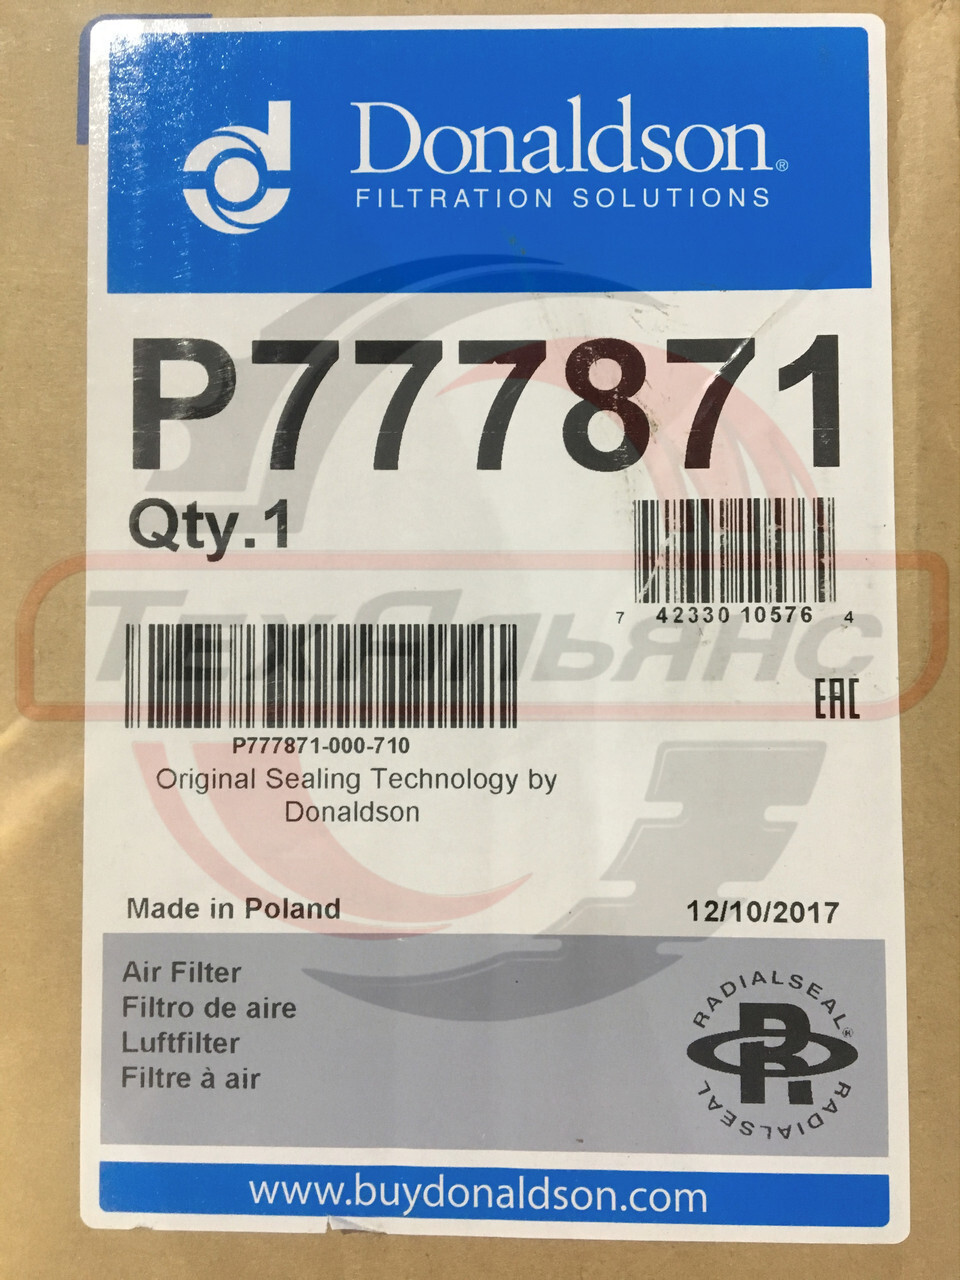 Donaldson®
FILTRATION SOLUTIONS
P777871
Qty.1
7 42330 10576 4
ТехАльянс
EAC
P777871-000-710
Original Sealing Technology by
Donaldson
Made in Poland
12/10/2017
Air Filter
Filtro de aire
Luftfilter
Filtre à air
RADIALSEAL®
RADIALSEAL
www.buydonaldson.com